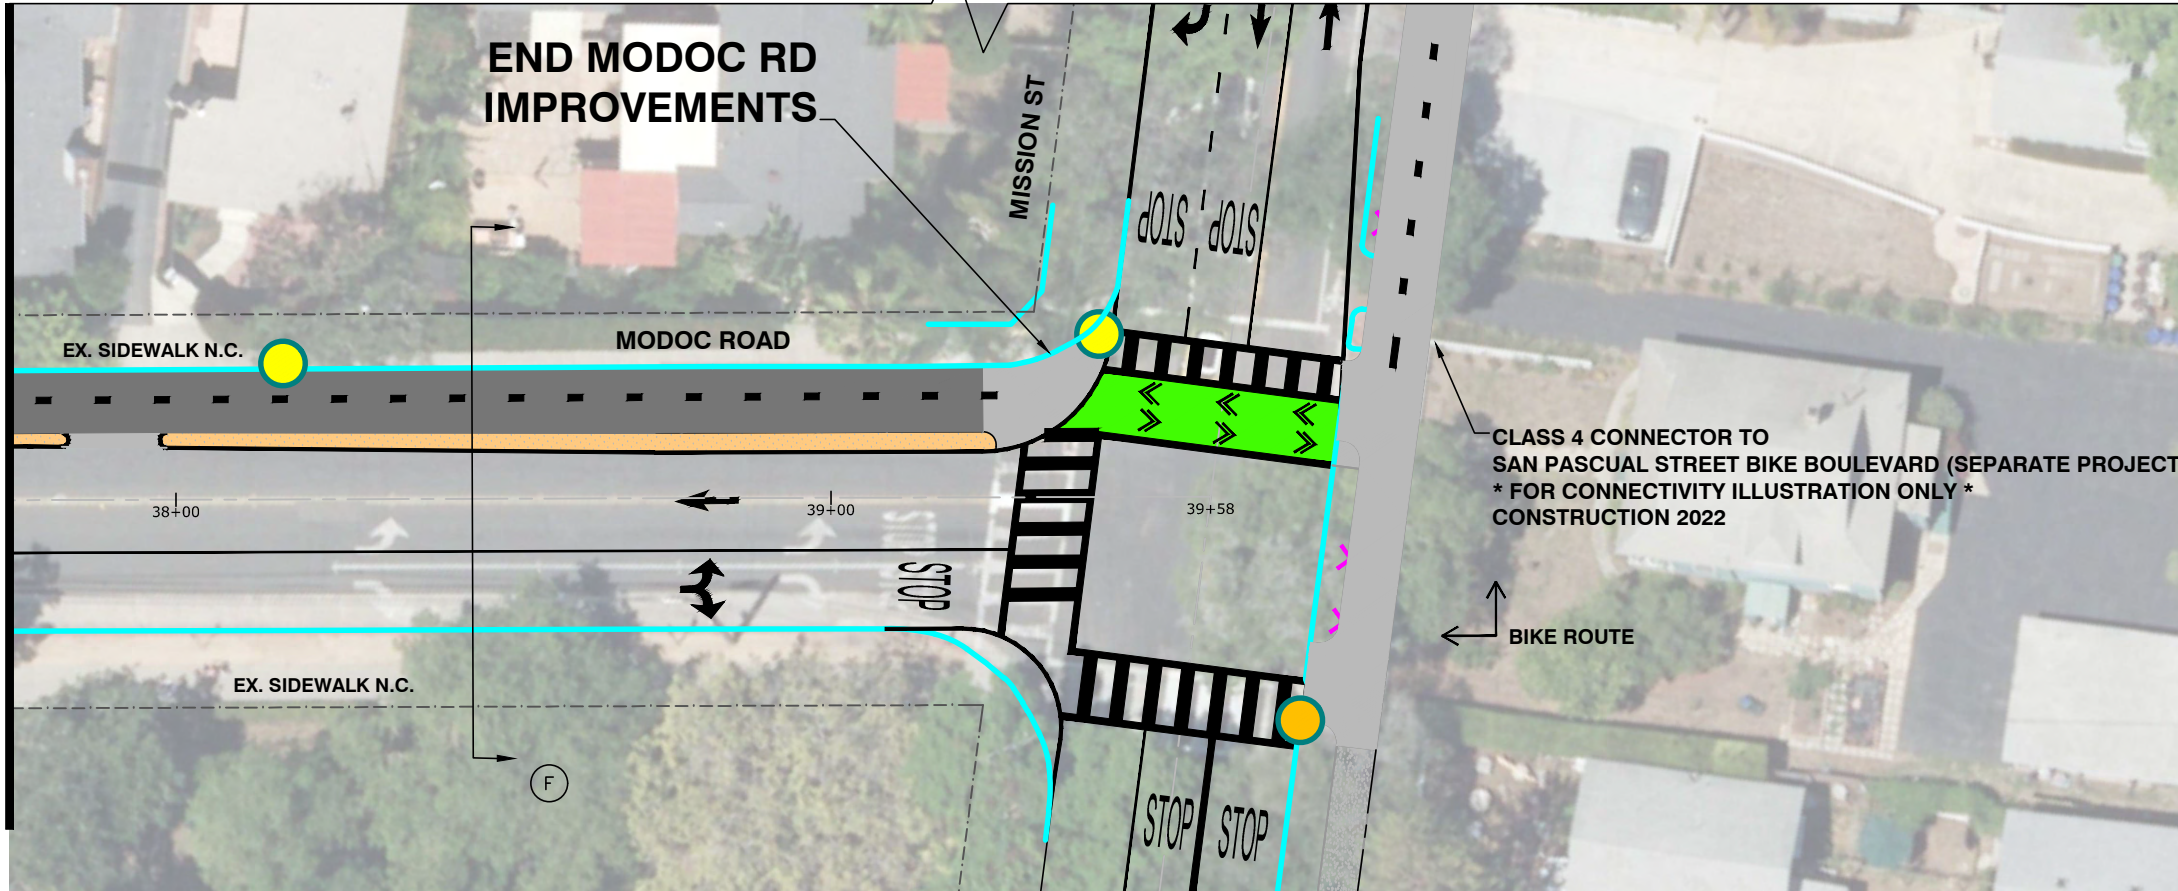 END MODOC RD
IMPROVEMENTS
MISSION ST
STOP
STOP
MODOC ROAD
EX. SIDEWALK N.C.
CLASS 4 CONNECTOR TO
SAN PASCUAL STREET BIKE BOULEVARD (SEPARATE PROJECT
* FOR CONNECTIVITY ILLUSTRATION ONLY *
CONSTRUCTION 2022
38+00
39+00
39+58
STOP
STOP
BIKE ROUTE
EX. SIDEWALK N.C.
F
STOP
STOP